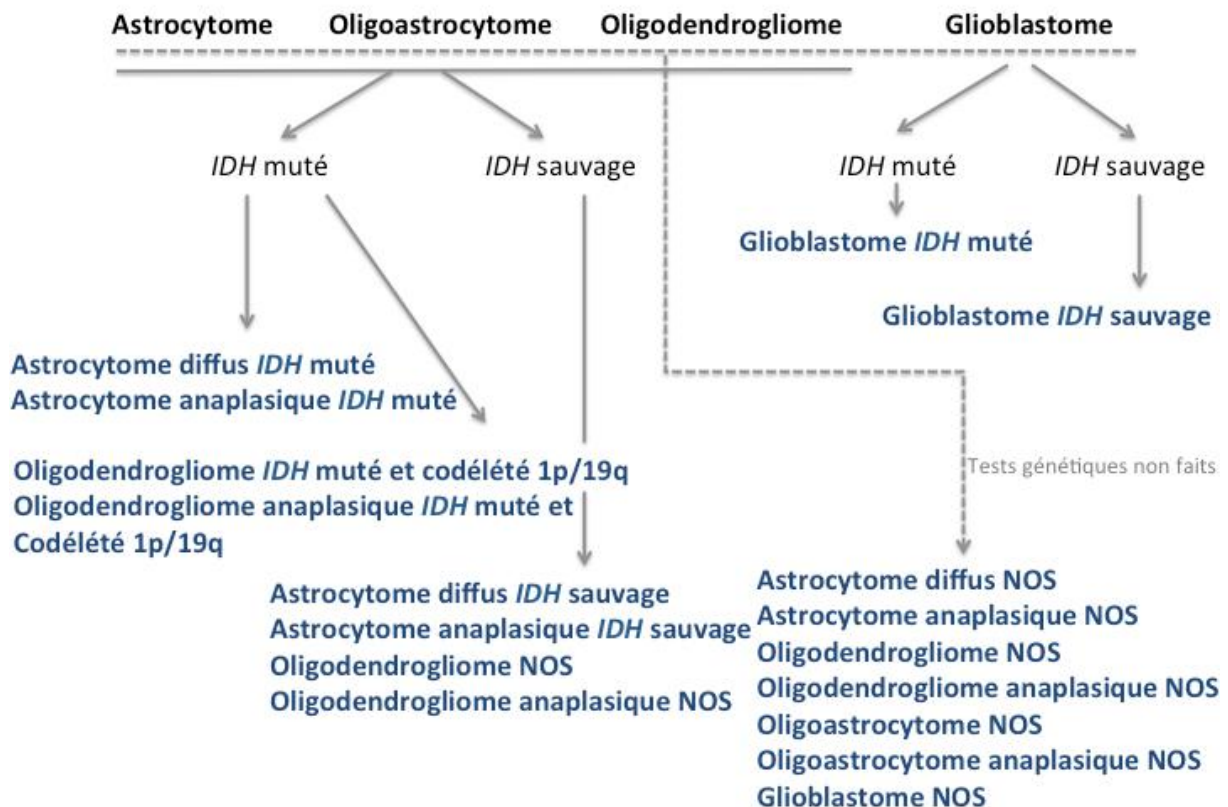 Astrocytome
Oligoastrocytome
Oligodendrogliome
Glioblastome
IDH muté
IDH sauvage
IDH muté
IDH sauvage
Glioblastome IDH muté
Glioblastome IDH sauvage
Astrocytome diffus IDH muté
Astrocytome anaplasique IDH muté
Oligodendrogliome IDH muté et codélété 1p/19q
Oligodendrogliome anaplasique IDH muté et
Codélété 1p/19q
Tests génétiques non faits
Astrocytome diffus IDH sauvage
Astrocytome anaplasique IDH sauvage
Oligodendrogliome NOS
Oligodendrogliome anaplasique NOS
Astrocytome diffus NOS
Astrocytome anaplasique NOS
Oligodendrogliome NOS
Oligodendrogliome anaplasique NOS
Oligoastrocytome NOS
Oligoastrocytome anaplasique NOS
Glioblastome NOS